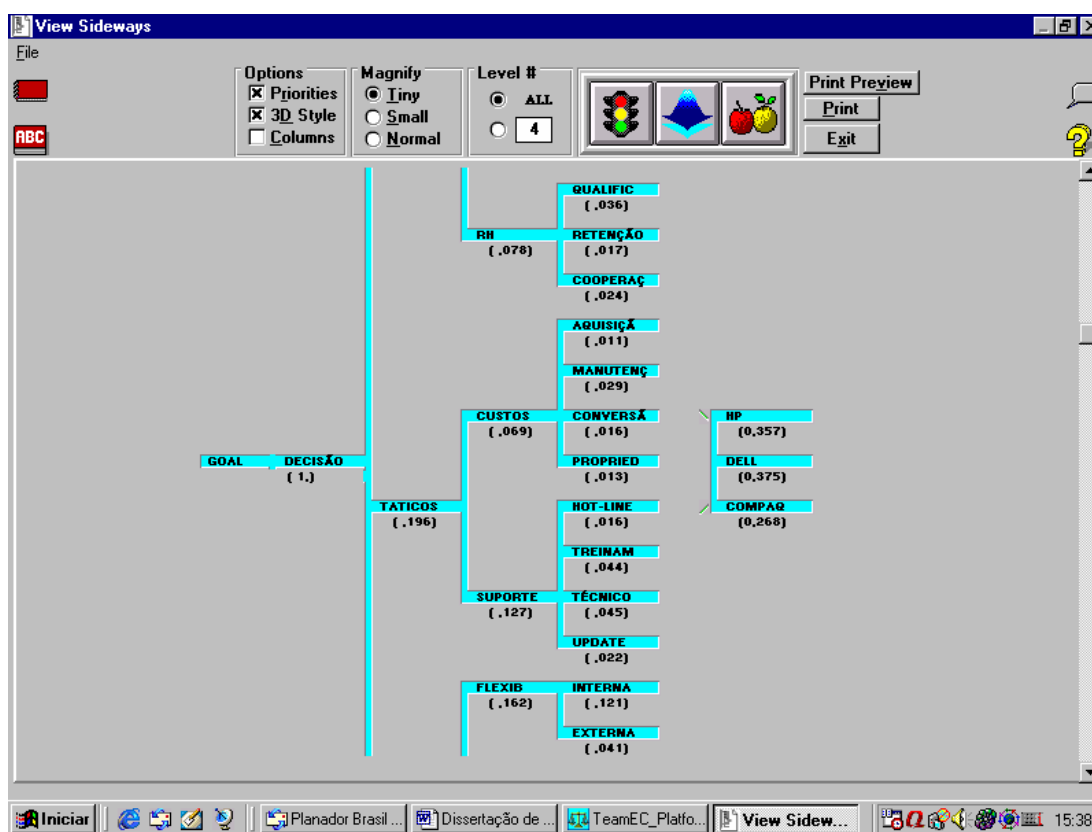 View Sideways
File
Options
Priorities
3D Style
Columns
Magnify
Tiny
Small
Normal
Level #
ALL
4
Print Preview
Print
Exit
ABC
QUALIFIC
( .036)
RH
( .078)
RETENÇÃO
( .017)
COOPERAÇ
( .024)
AQUISIÇÃ
( .011)
MANUTENÇ
( .029)
CUSTOS
( .069)
CONVERSÃ
( .016)
HP
(0,357)
GOAL
DECISÃO
( 1.)
PROPRIED
( .013)
DELL
(0,375)
TATICOS
( .196)
HOT-LINE
( .016)
COMPAQ
(0,268)
TREINAM
( .044)
SUPORTE
( .127)
TÉCNICO
( .045)
UPDATE
( .022)
FLEXIB
( .162)
INTERNA
( .121)
EXTERNA
( .041)
Iniciar
Planador Brasil ...
Dissertação de ...
TeamEC_Platfo...
View Sidew...
15:38